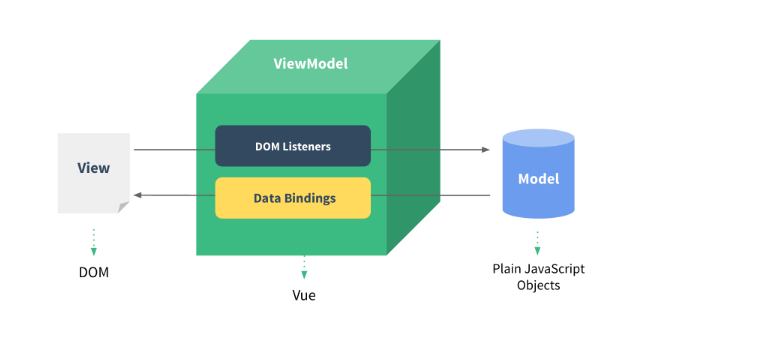 ViewModel
DOM Listeners
View
Model
Data Bindings
DOM
Plain JavaScript
Objects
Vue